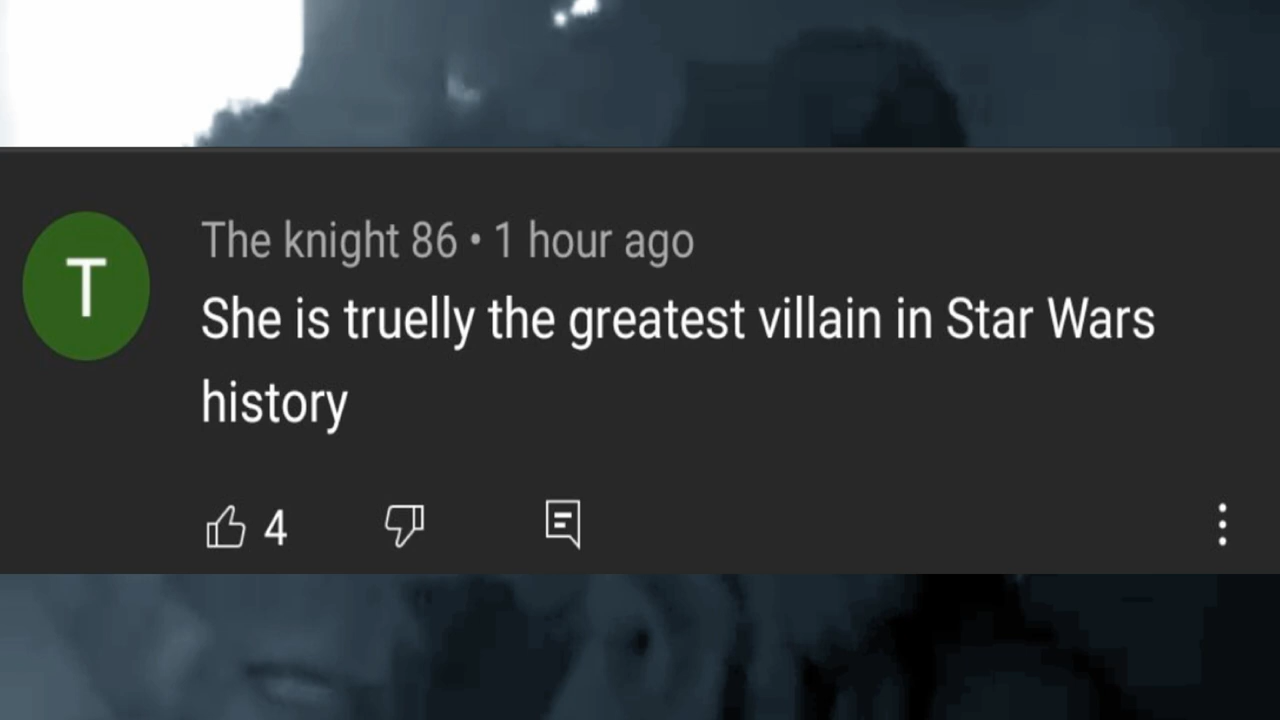 T
The knight 86 • 1 hour ago
She is truelly the greatest villain in Star Wars
history
4